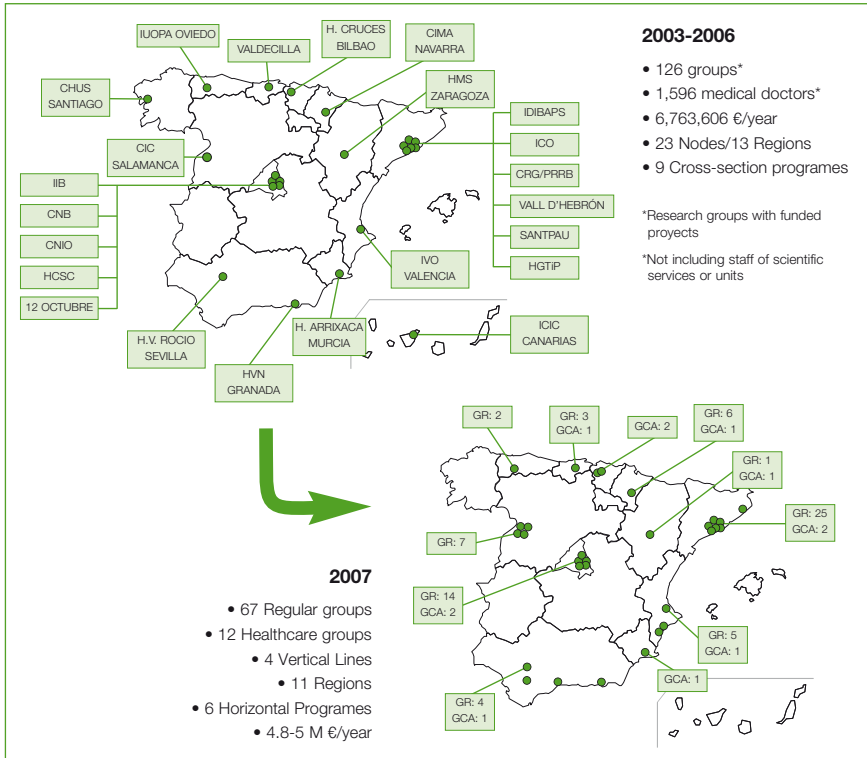 IUOPA OVIEDO
VALDECILLA
H. CRUCES
BILBAO
CIMA
NAVARRA
HMS
ZARAGOZA
CHUS
SANTIAGO
CIC
SALAMANCA
IIB
CNB
CNIO
HCSC
12 OCTUBRE
H.V. ROCIO
SEVILLA
HVN
GRANADA
H. ARRIXACA
MURCIA
IVO
VALENCIA
ICIC
CANARIAS
IDIBAPS
ICO
CRG/PRRB
VALL D'HEBRÓN
SANTPAU
HGTiP
2003-2006
• 126 groups*
• 1,596 medical doctors*
• 6,763,606 €/year
• 23 Nodes/13 Regions
• 9 Cross-section programes
*Research groups with funded
proyects
*Not including staff of scientific
services or units
GR: 2
GR: 3
GCA: 1
GCA: 2
GR: 6
GCA: 1
GR: 1
GCA: 1
GR: 25
GCA: 2
GR: 7
GR: 14
GCA: 2
GR: 5
GCA: 1
GCA: 1
GR: 4
GCA: 1
2007
• 67 Regular groups
• 12 Healthcare groups
• 4 Vertical Lines
• 11 Regions
• 6 Horizontal Programes
• 4.8-5 M €/year